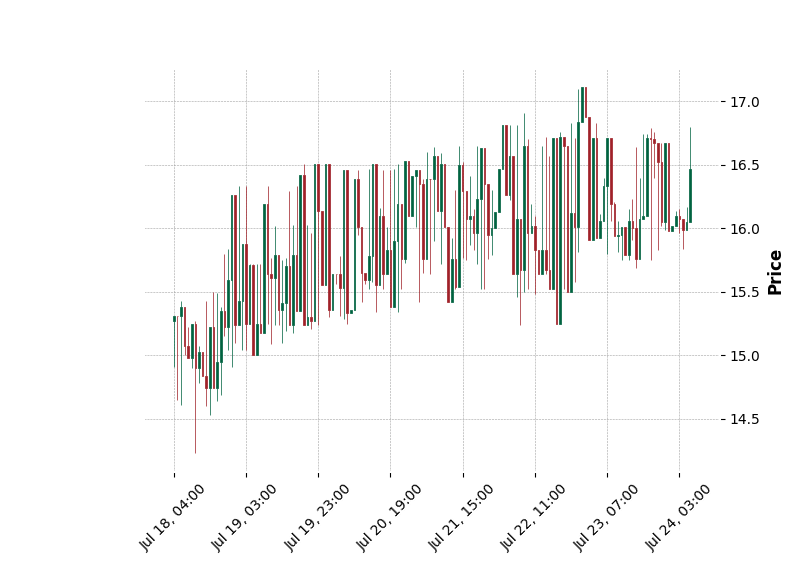 17.0
16.5
16.0
15.5
15.0
14.5
Price
Jul 18, 04:00
Jul 19, 03:00
Jul 19, 23:00
Jul 20, 19:00
Jul 21, 15:00
Jul 22, 11:00
Jul 23, 07:00
Jul 24, 03:00